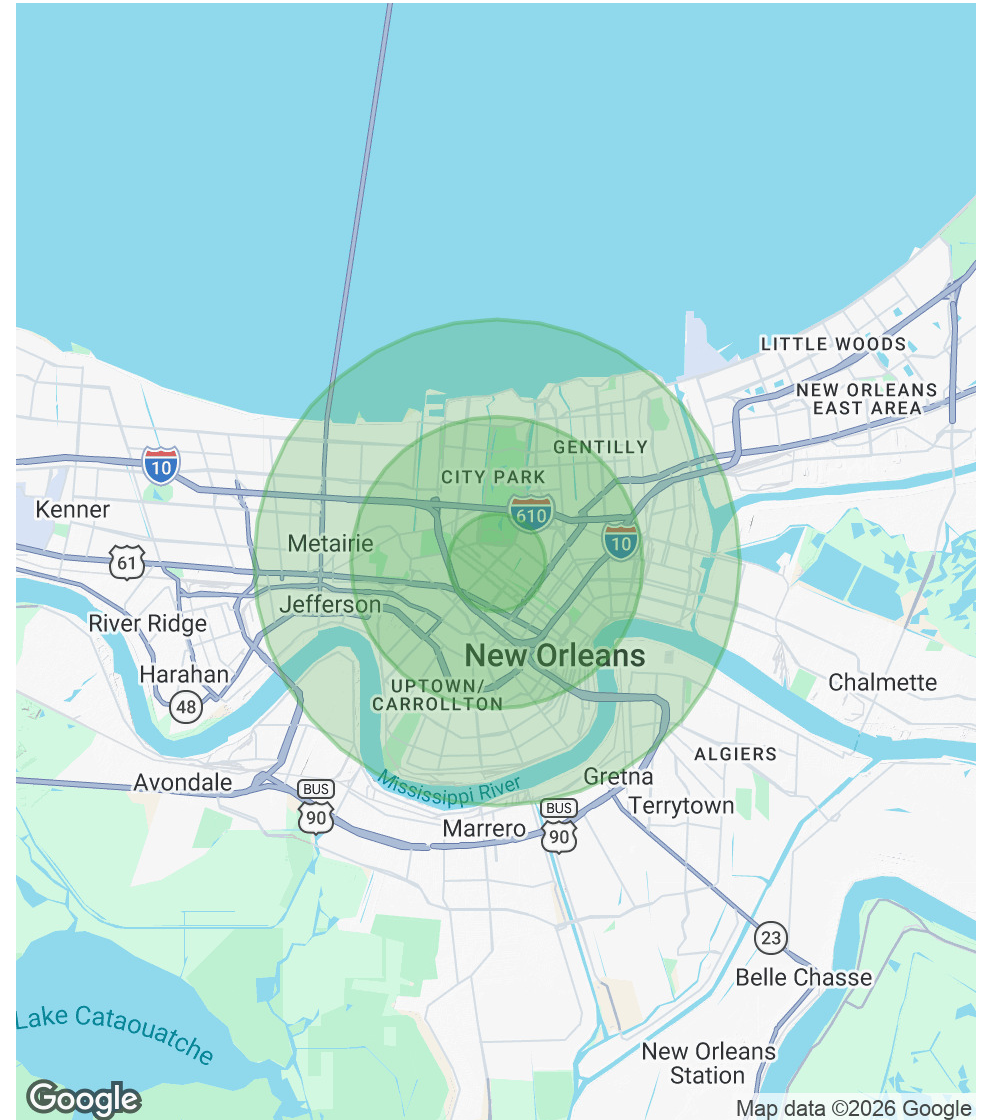 LITTLE WOODS
NEW ORLEANS
EAST AREA
GENTILLY
CITY PARK
10
610
10
Kenner
Metairie
61
Jefferson
River Ridge
New Orleans
Harahan
48
UPTOWN/
CARROLLTON
Chalmette
ALGIERS
Avondale
Mississippi River
Gretna
BUS
90
Terrytown
BUS
90
Marrero
23
Belle Chasse
Lake Cataouatche
New Orleans
Station
Google
Map data ©2026 Google